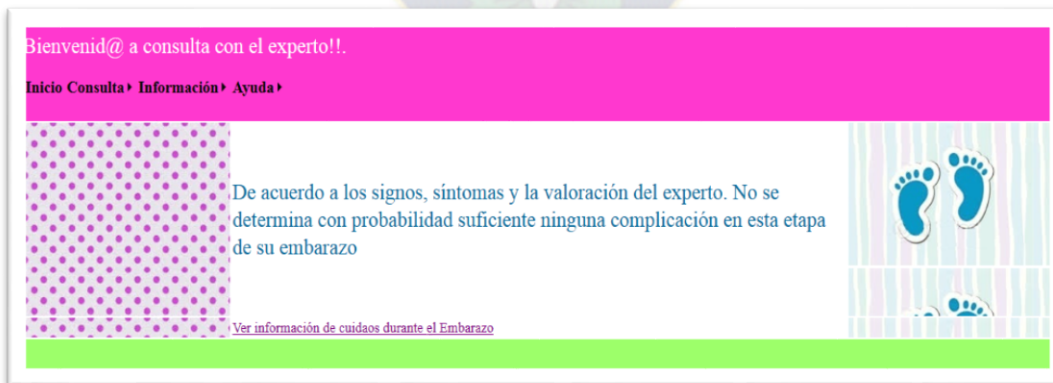 Bienvenid@ a consulta con el experto!!.
Inicio Consulta Información Ayuda
De acuerdo a los signos, síntomas y la valoración del experto. No se
determina con probabilidad suficiente ninguna complicación en esta etapa
de su embarazo
Ver información de cuidaos durante el Embarazo